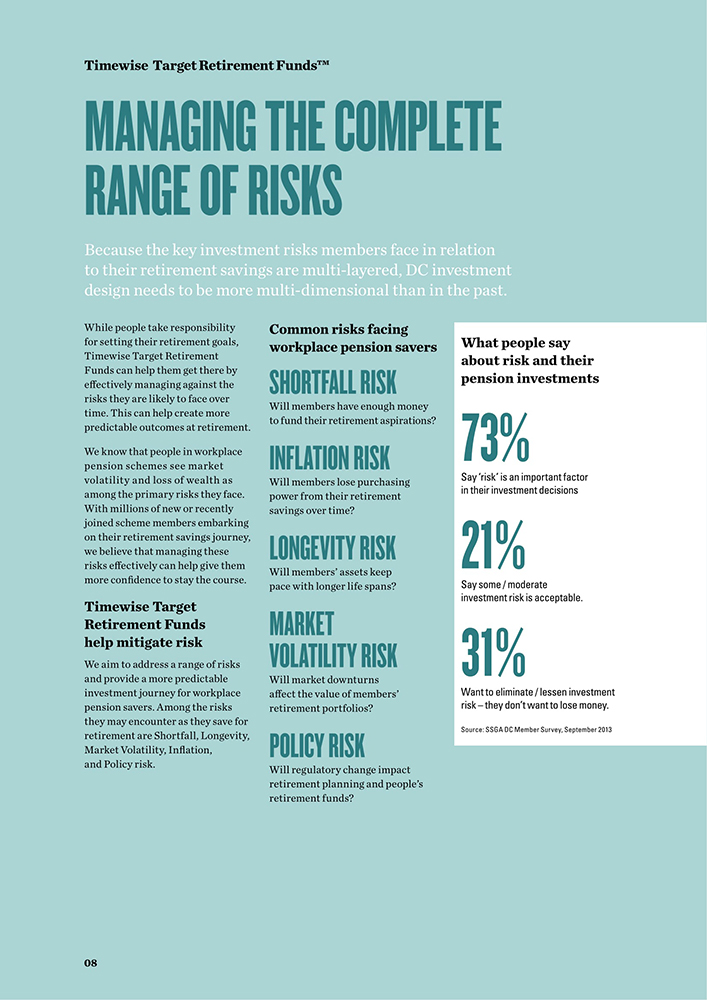 Timewise Target Retirement Funds™
MANAGING THE COMPLETE
RANGE OF RISKS
Because the key investment risks members face in relation
to their retirement savings are multi-layered, DC investment
design needs to be more multi-dimensional than in the past.
While people take responsibility
for setting their retirement goals,
Timewise Target Retirement
Funds can help them get there by
effectively managing against the
risks they are likely to face over
time. This can help create more
predictable outcomes at retirement.
We know that people in workplace
pension schemes see market
volatility and loss of wealth as
among the primary risks they face.
With millions of new or recently
joined scheme members embarking
on their retirement savings journey,
we believe that managing these
risks effectively can help give them
more confidence to stay the course.
Timewise Target
Retirement Funds
help mitigate risk
We aim to address a range of risks
and provide a more predictable
investment journey for workplace
pension savers. Among the risks
they may encounter as they save for
retirement are Shortfall, Longevity,
Market Volatility, Inflation,
and Policy risk.
Common risks facing
workplace pension savers
SHORTFALL RISK
Will members have enough money
to fund their retirement aspirations?
INFLATION RISK
Will members lose purchasing
power from their retirement
savings over time?
LONGEVITY RISK
Will members' assets keep
pace with longer life spans?
MARKET
VOLATILITY RISK
Will market downturns
affect the value of members'
retirement portfolios?
POLICY RISK
Will regulatory change impact
retirement planning and people's
retirement funds?
What people say
about risk and their
pension investments
73%
Say 'risk' is an important factor
in their investment decisions
21%
Say some / moderate
investment risk is acceptable.
31%
Want to eliminate / lessen investment
risk – they don't want to lose money.
Source: SSGA DC Member Survey, September 2013
08